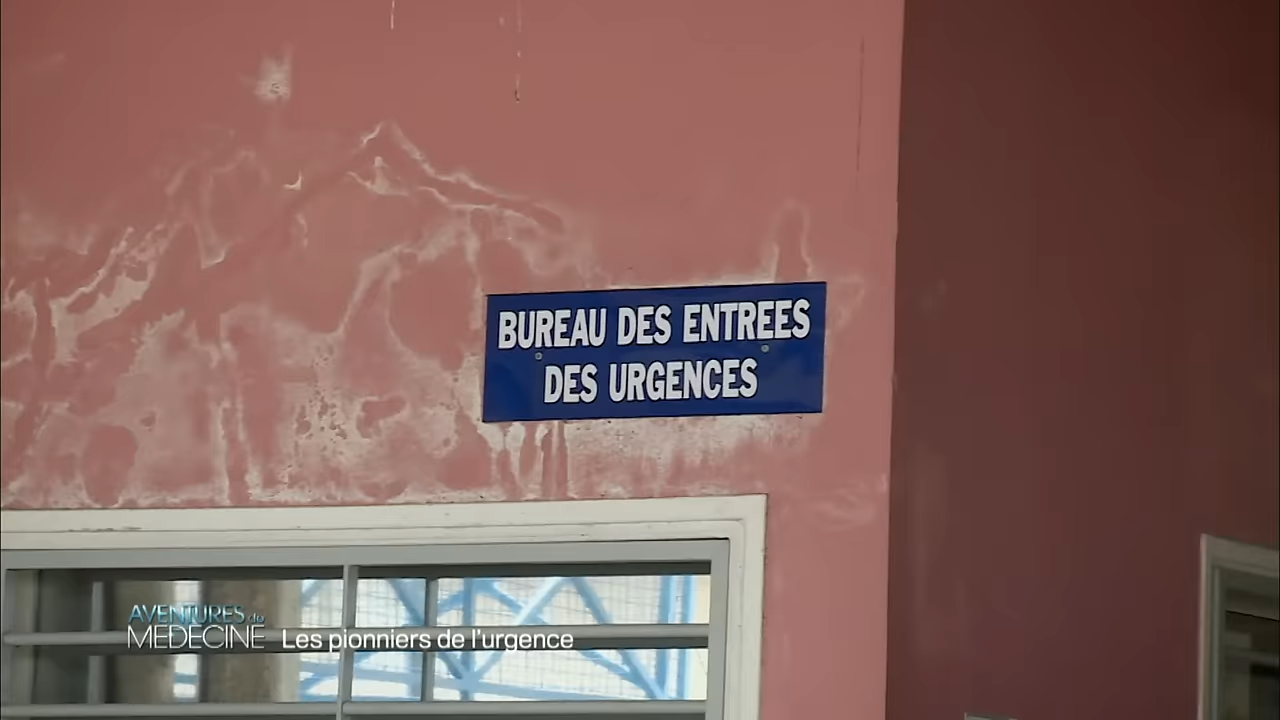 BUREAU DES ENTREES
DES URGENCES
AVENTURES de
MEDECINE Les pionniers de l'urgence